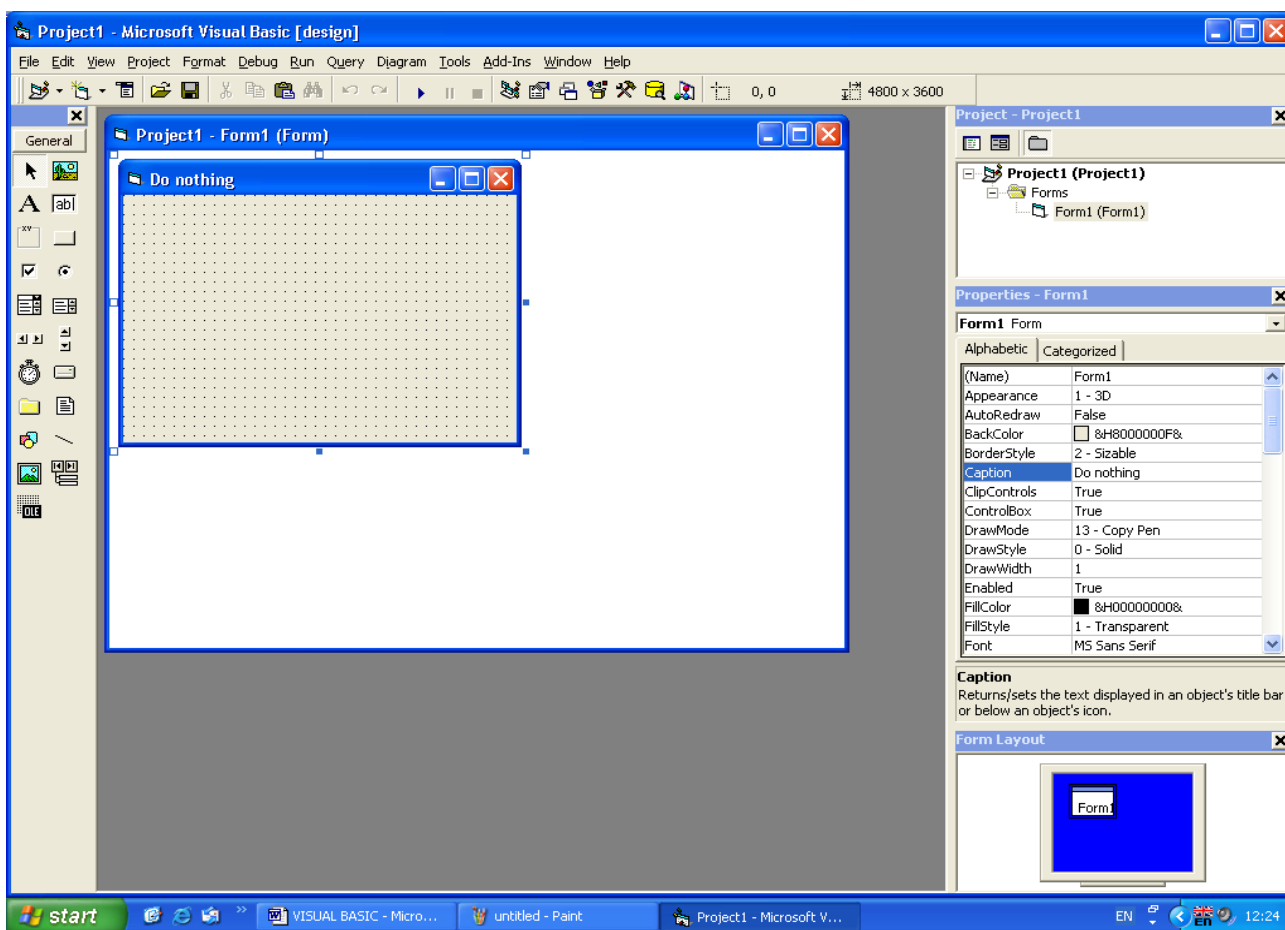 Project1 - Microsoft Visual Basic [design]
File Edit View Project Format Debug Run Query Diagram Tools Add-Ins Window Help
0, 0 4800 x 3600
General
A ab|
XY
OLE
Project1 - Form1 (Form)
Do nothing
Project - Project1
Project1 (Project1)
Forms
Form1 (Form1)
Properties - Form1
Form1 Form
Alphabetic Categorized
(Name) Form1
Appearance 1 - 3D
AutoRedraw False
BackColor &H8000000F&
BorderStyle 2 - Sizable
Caption Do nothing
ClipControls True
ControlBox True
DrawMode 13 - Copy Pen
DrawStyle 0 - Solid
DrawWidth 1
Enabled True
FillColor &H00000000&
FillStyle 1 - Transparent
Font MS Sans Serif
Caption
Returns/sets the text displayed in an object's title bar
or below an object's icon.
Form Layout
Form1
start VISUAL BASIC - Micro... untitled - Paint Project1 - Microsoft V... EN EN 12:24